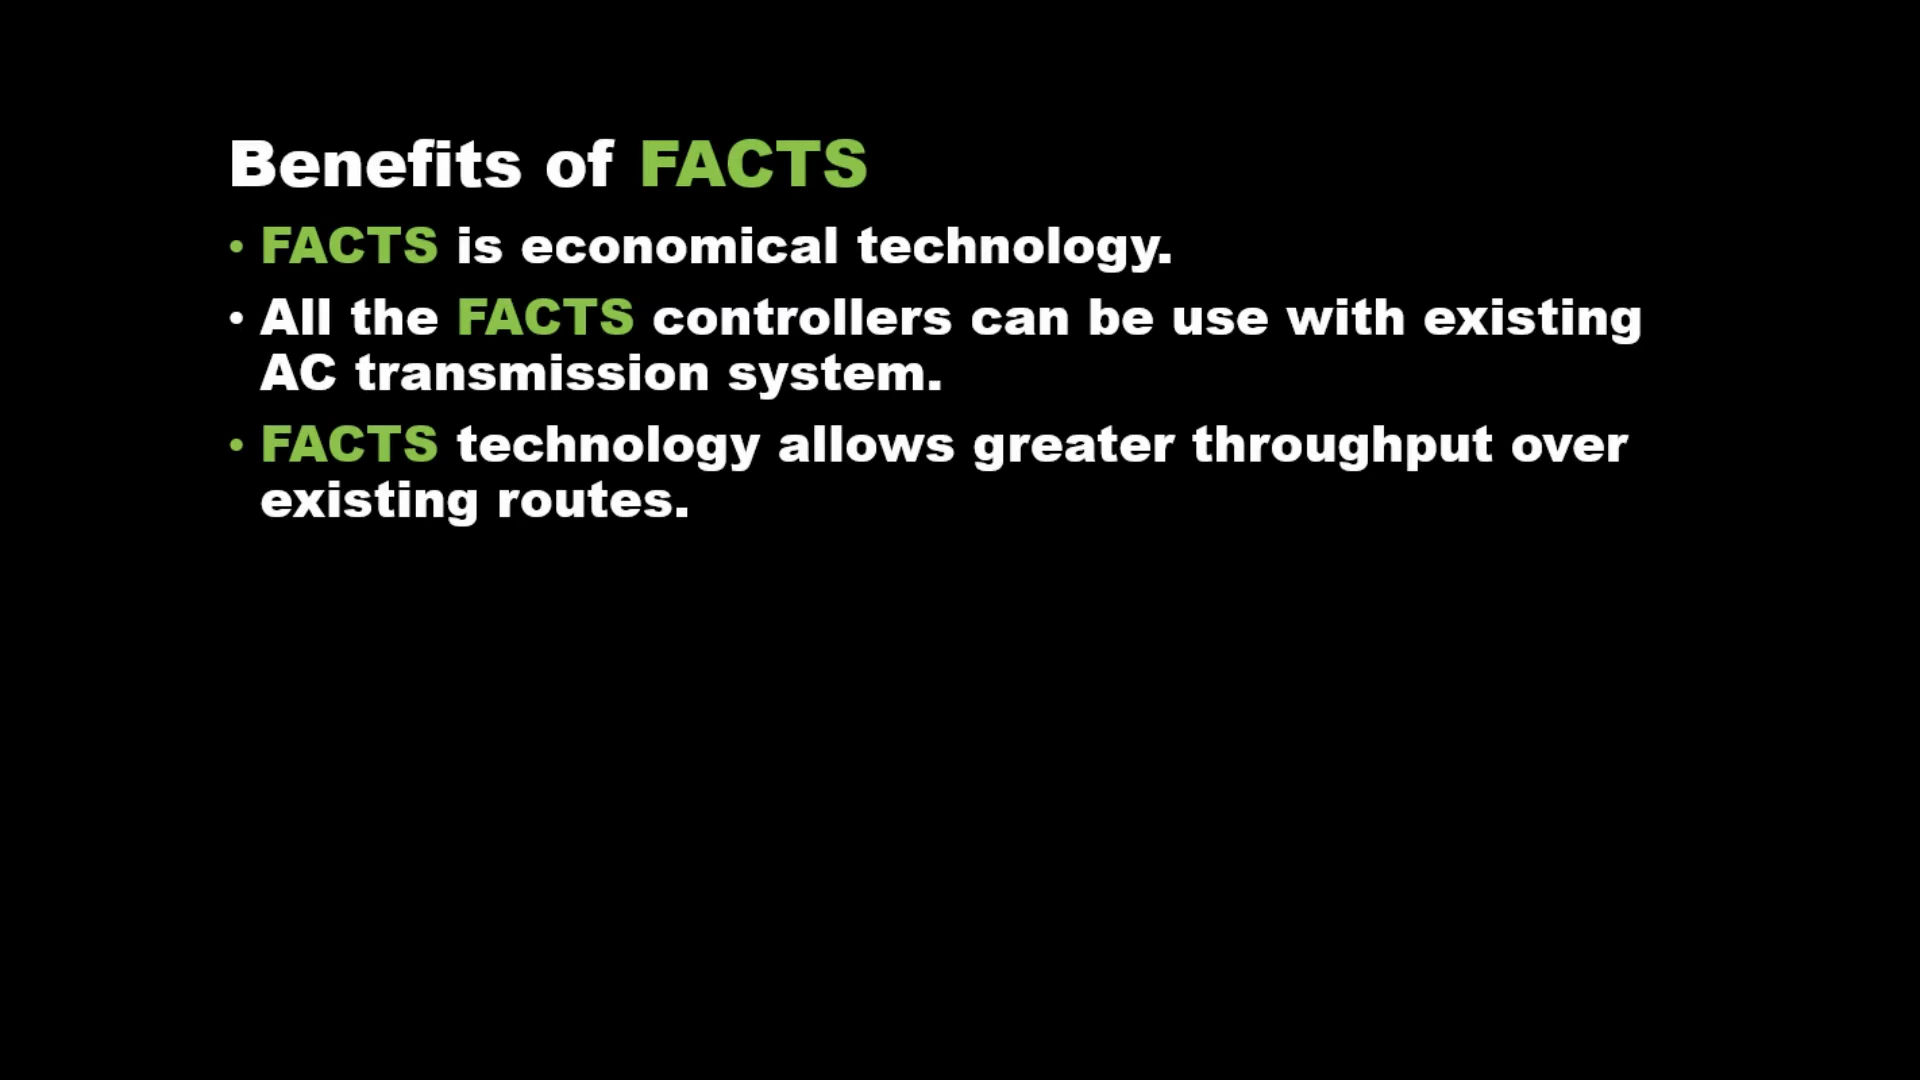 Benefits of FACTS
• FACTS is economical technology.
• All the FACTS controllers can be use with existing
AC transmission system.
• FACTS technology allows greater throughput over
existing routes.